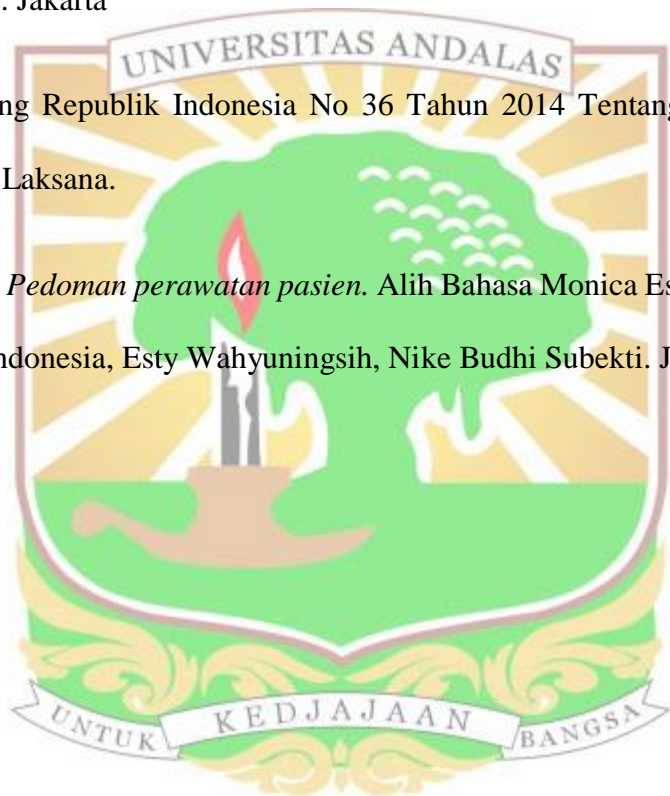 . Jakarta
UNIVERSITAS ANDALAS
ng Republik Indonesia No 36 Tahun 2014 Tentang
Laksana.
Pedoman perawatan pasien. Alih Bahasa Monica Es
ndonesia, Esty Wahyuningsih, Nike Budhi Subekti. J
UNTUK KEDJAJAAN BANGSA